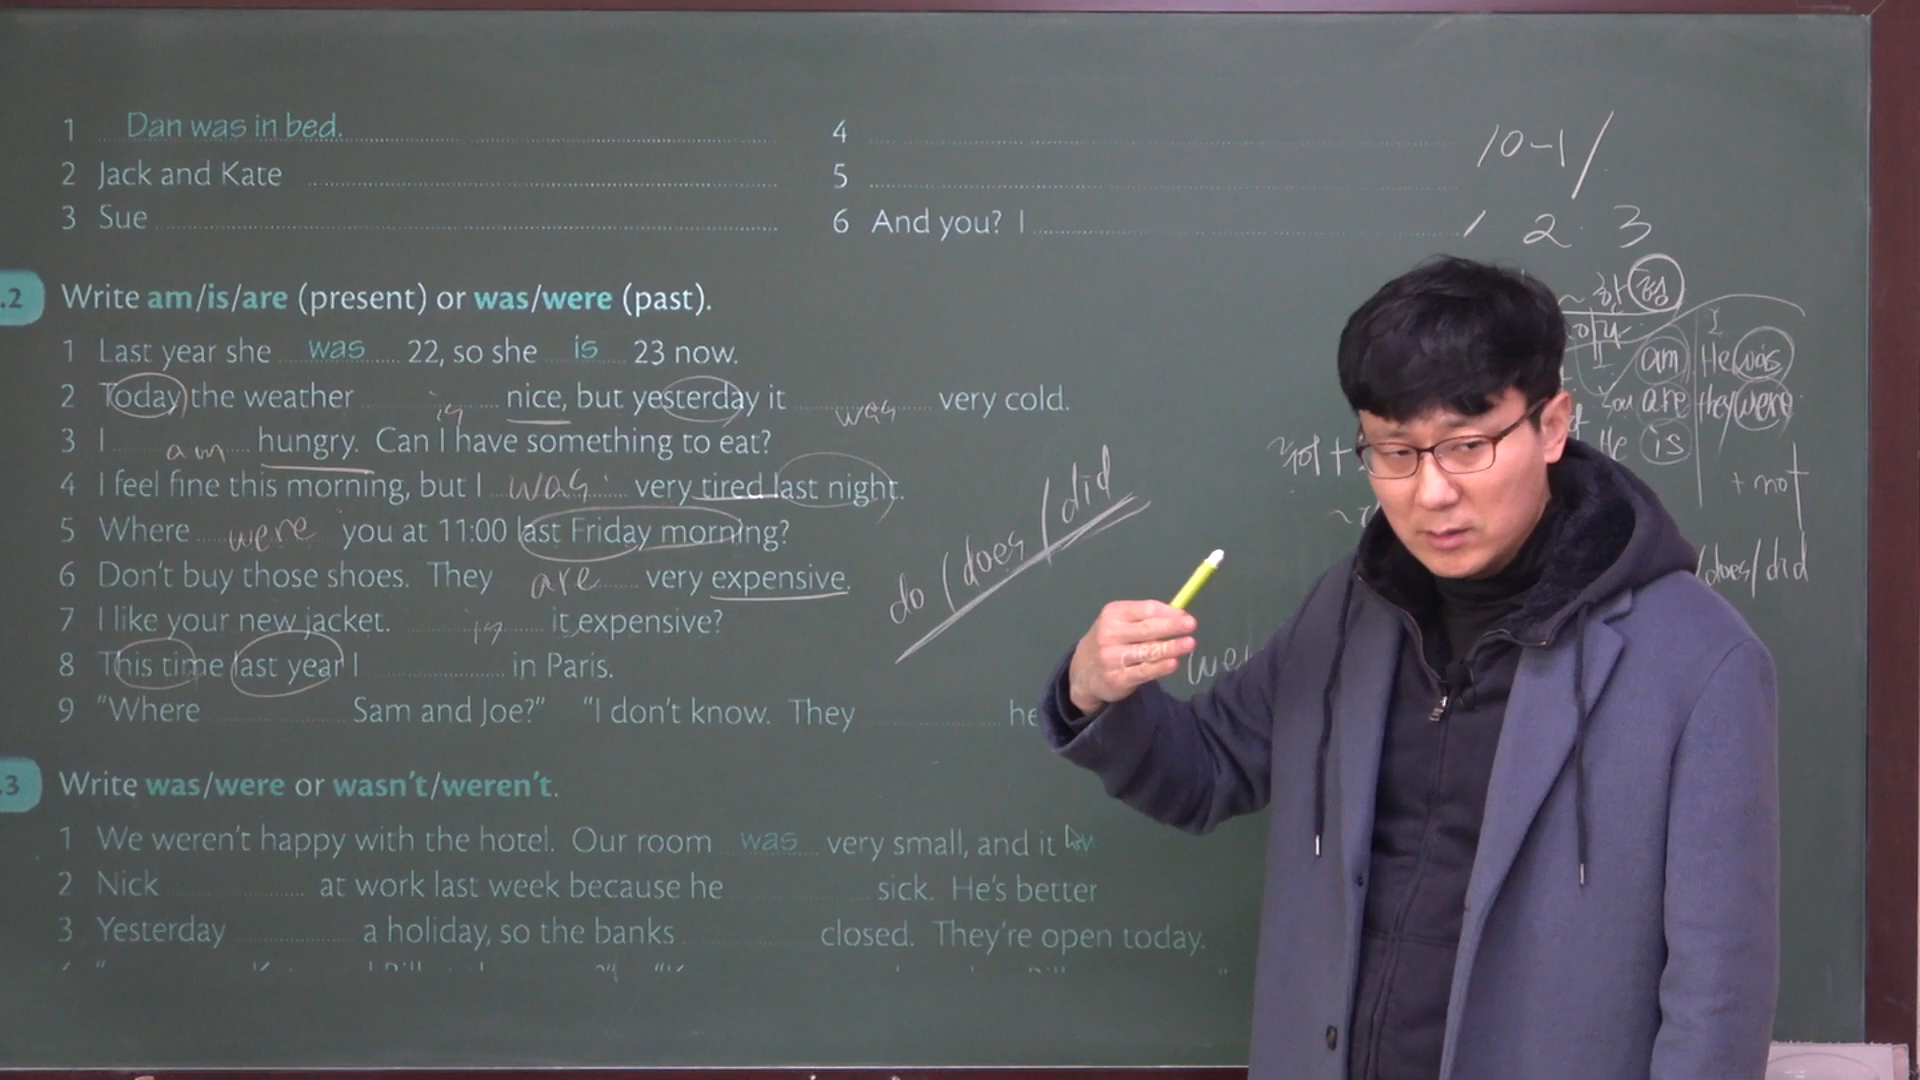 1 Dan was in bed.
2 Jack and Kate
3 Sue
4
5
6 And you? I
10-1/
1 2 3
.2 Write am/is/are (present) or was/were (past).
1 Last year she was 22, so she is 23 now.
2 Today the weather is nice, but yesterday it was very cold.
3 I am hungry. Can I have something to eat?
4 I feel fine this morning, but I was very tired last night.
5 Where were you at 11:00 last Friday morning?
6 Don't buy those shoes. They are very expensive.
7 I like your new jacket. is it expensive?
8 This time last year I in Paris.
9 "Where Sam and Joe?" "I don't know. They he
do/does/did
I
I am He was
You are they were
He is
+ not
/does/did
.3 Write was/were or wasn't/weren't.
1 We weren't happy with the hotel. Our room was very small, and it
2 Nick at work last week because he sick. He's better
3 Yesterday a holiday, so the banks closed. They're open today.